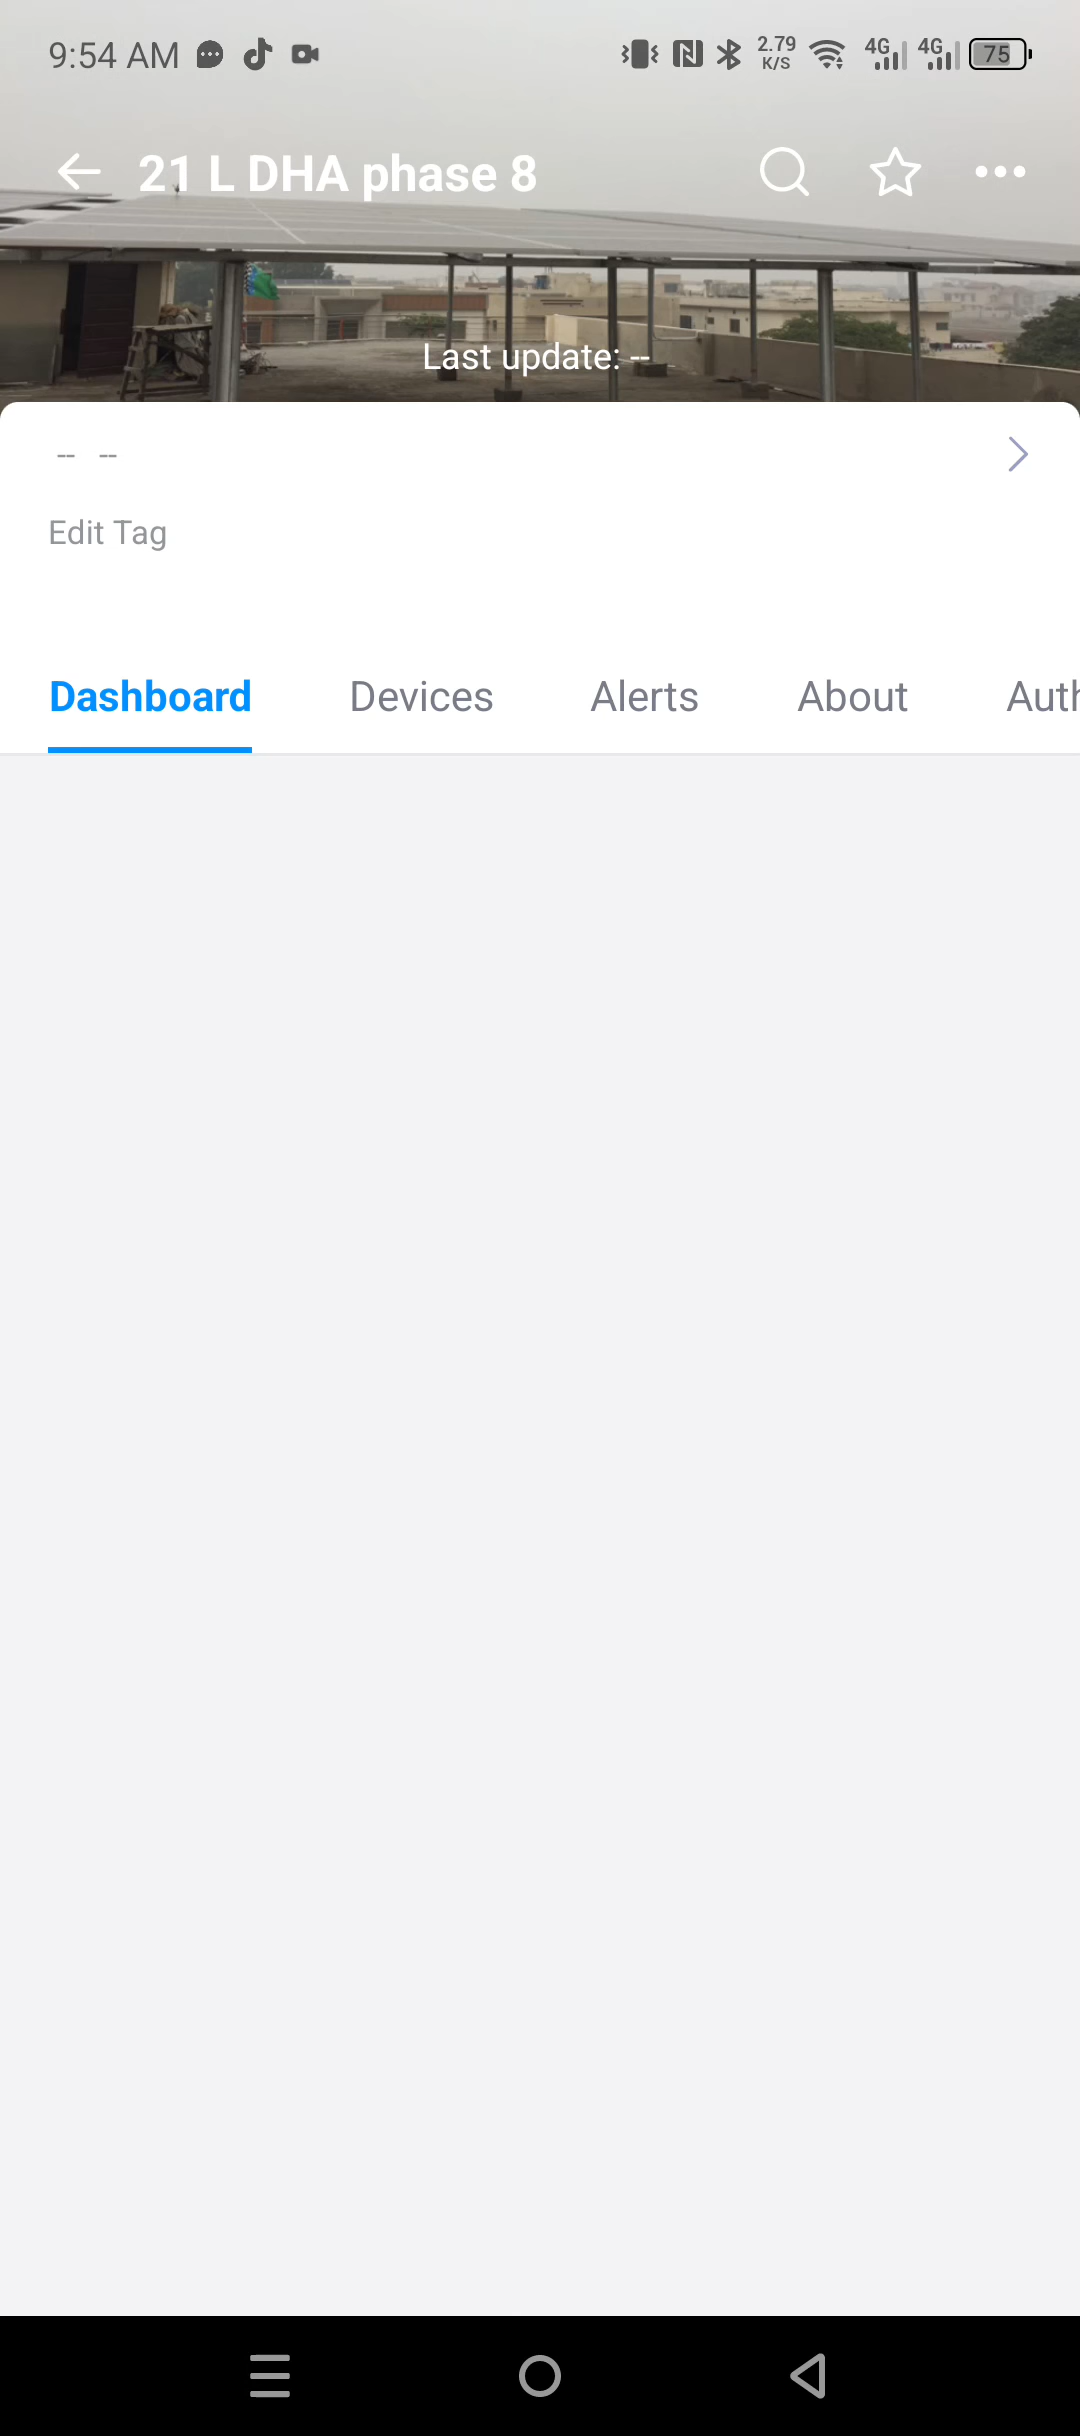 9:54 AM 2.79 K/S 4G 4G 75
21 L DHA phase 8
Last update: --
-- --
Edit Tag
Dashboard Devices Alerts About Auth